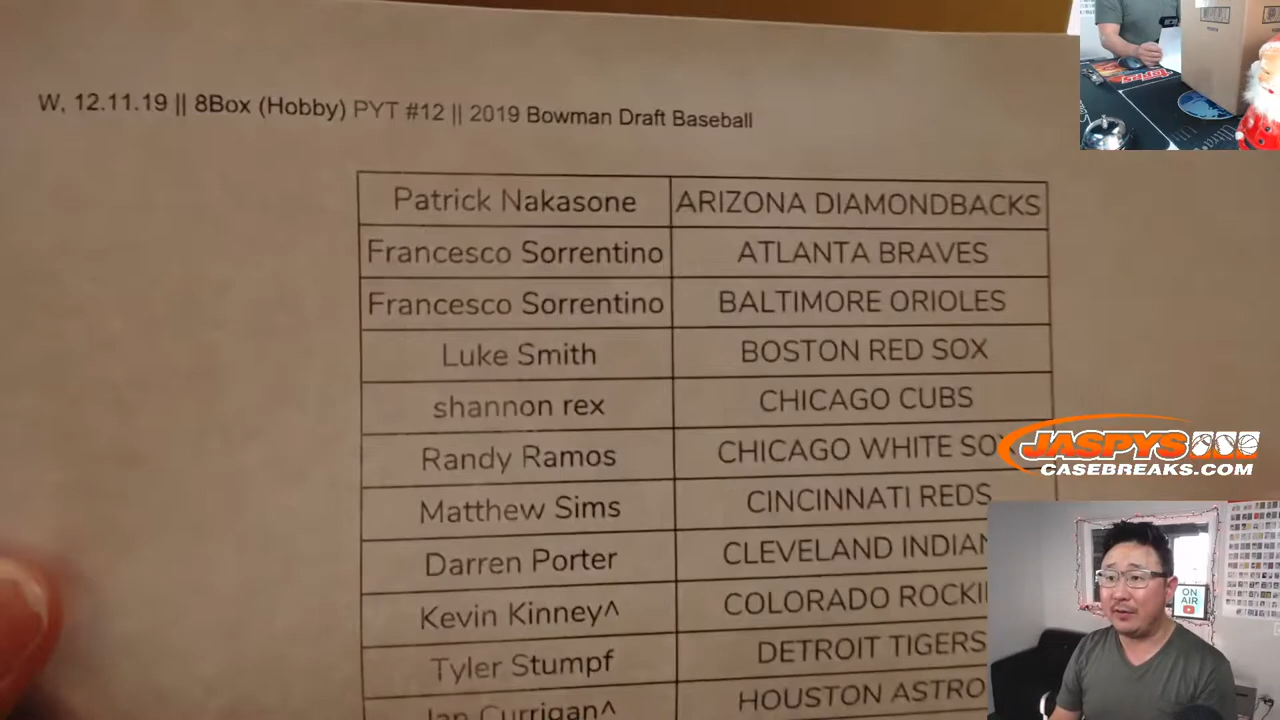 W, 12.11.19 || 8Box (Hobby) PYT #12 || 2019 Bowman Draft Baseball
Patrick Nakasone ARIZONA DIAMONDBACKS
Francesco Sorrentino ATLANTA BRAVES
Francesco Sorrentino BALTIMORE ORIOLES
Luke Smith BOSTON RED SOX
shannon rex CHICAGO CUBS
Randy Ramos CHICAGO WHITE SOX
Matthew Sims CINCINNATI REDS
Darren Porter CLEVELAND INDIAN
Kevin Kinney^ COLORADO ROCKI
Tyler Stumpf DETROIT TIGERS
Ian Currigan^ HOUSTON ASTRO
JASPYS
CASEBREAKS.COM
ON
AIR